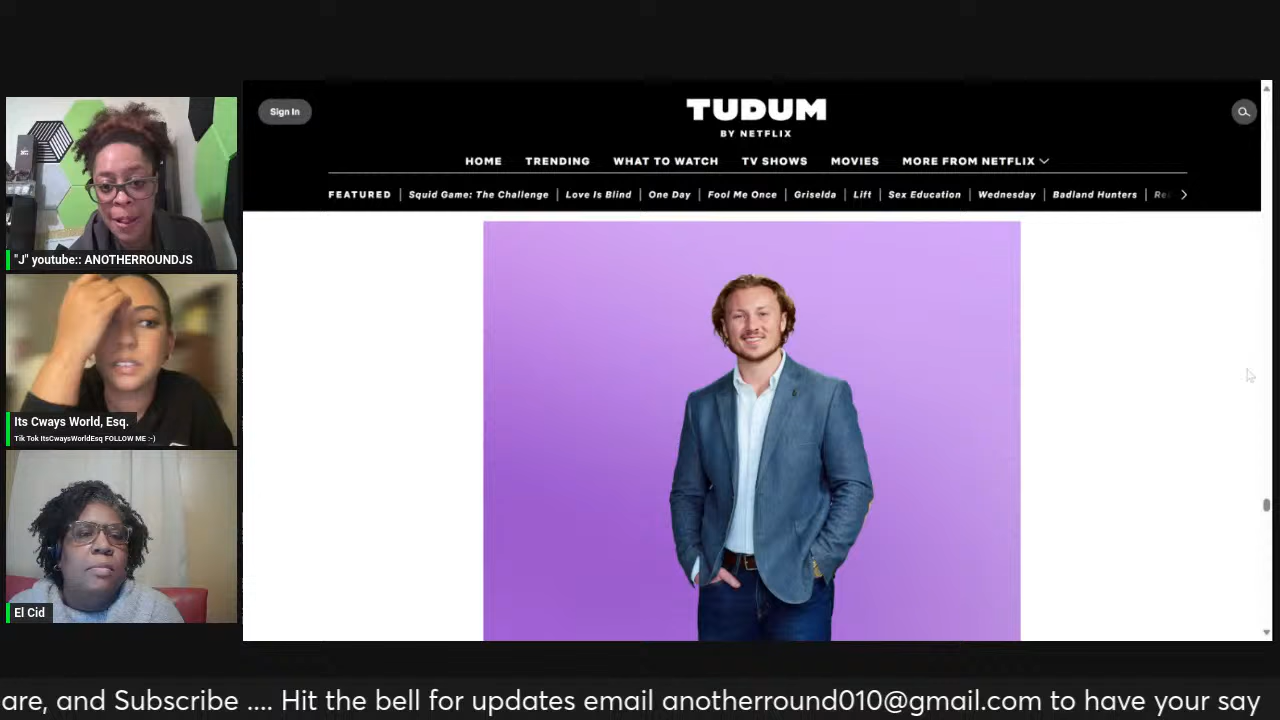 Sign In
TUDUM
BY NETFLIX
HOME TRENDING WHAT TO WATCH TV SHOWS MOVIES MORE FROM NETFLIX
FEATURED | Squid Game: The Challenge | Love Is Blind | One Day | Fool Me Once | Griselda | Lift | Sex Education | Wednesday | Badland Hunters |
"J" youtube:: ANOTHERROUNDJS
Its Cways World, Esq.
Tik Tok ItsCwaysWorldEsq FOLLOW ME :-)
El Cid
are, and Subscribe .... Hit the bell for updates email anotherround010@gmail.com to have your say